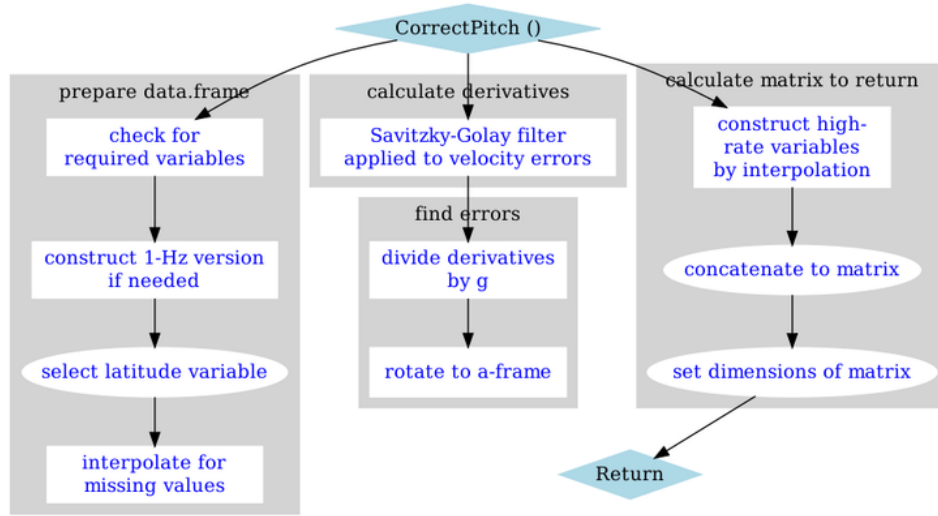 CorrectPitch ()
prepare data.frame
check for
required variables
construct 1-Hz version
if needed
select latitude variable
interpolate for
missing values
calculate derivatives
Savitzky-Golay filter
applied to velocity errors
find errors
divide derivatives
by g
rotate to a-frame
calculate matrix to return
construct high-
rate variables
by interpolation
concatenate to matrix
set dimensions of matrix
Return